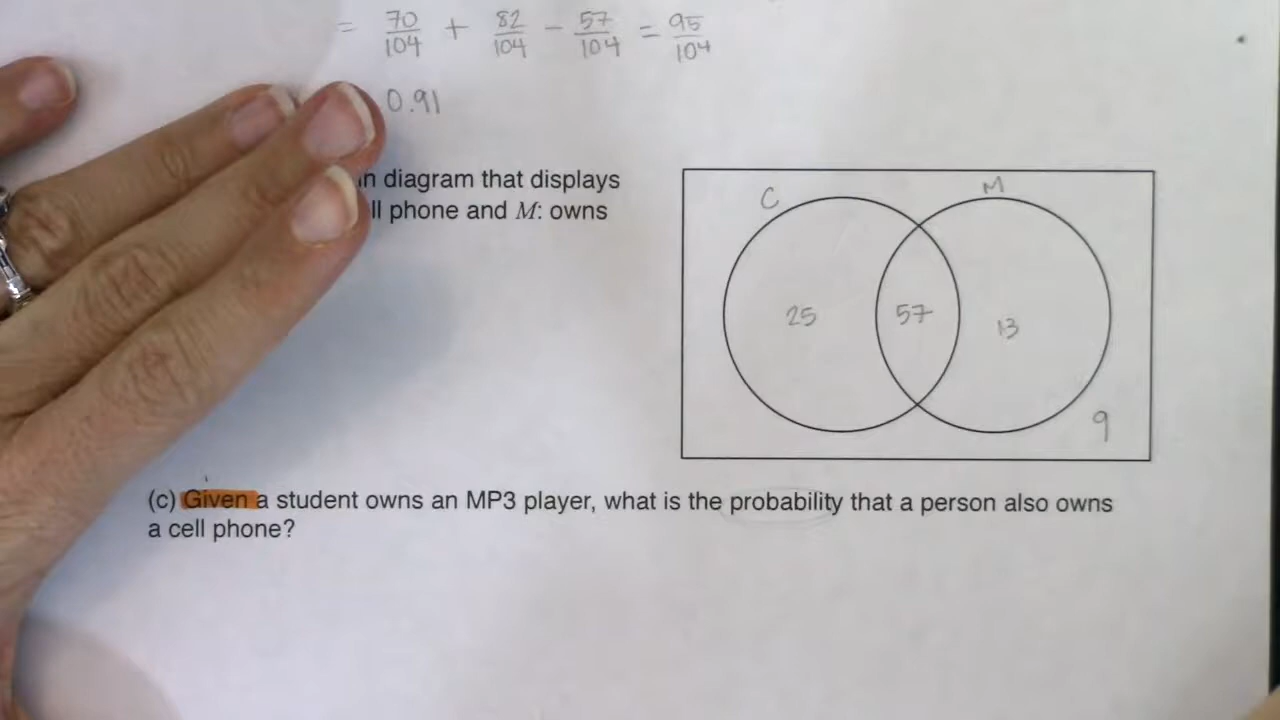 = 70/104 + 82/104 - 57/104 = 95/104
0.91
diagram that displays
phone and M: owns
C M
25 57 13
9
(c) Given a student owns an MP3 player, what is the probability that a person also owns
a cell phone?